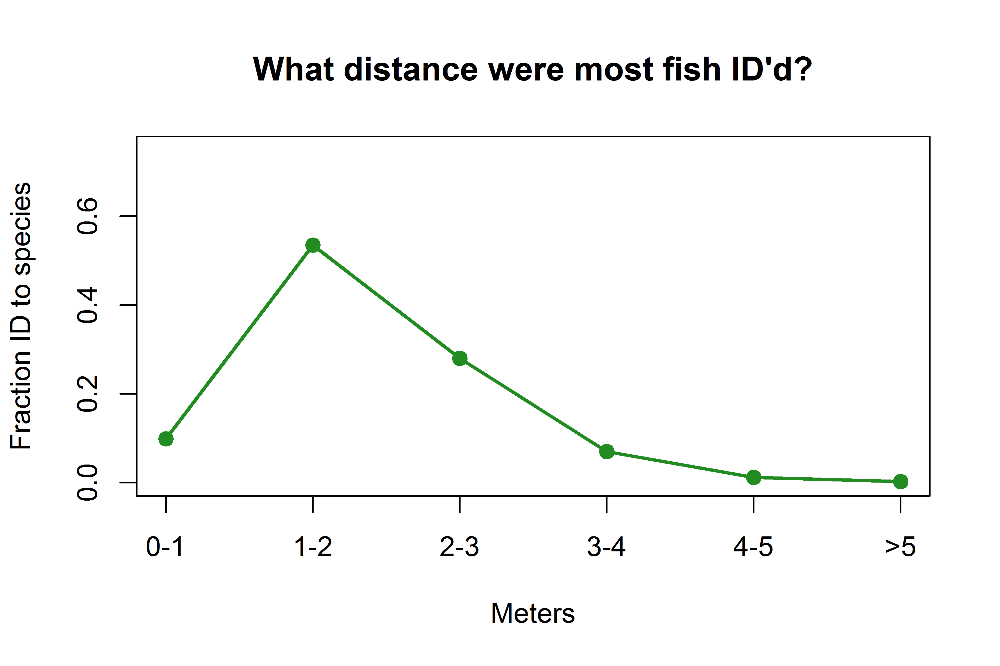 What distance were most fish ID'd?
Fraction ID to species
0.6
0.4
0.2
0.0
0-1 1-2 2-3 3-4 4-5 >5
Meters